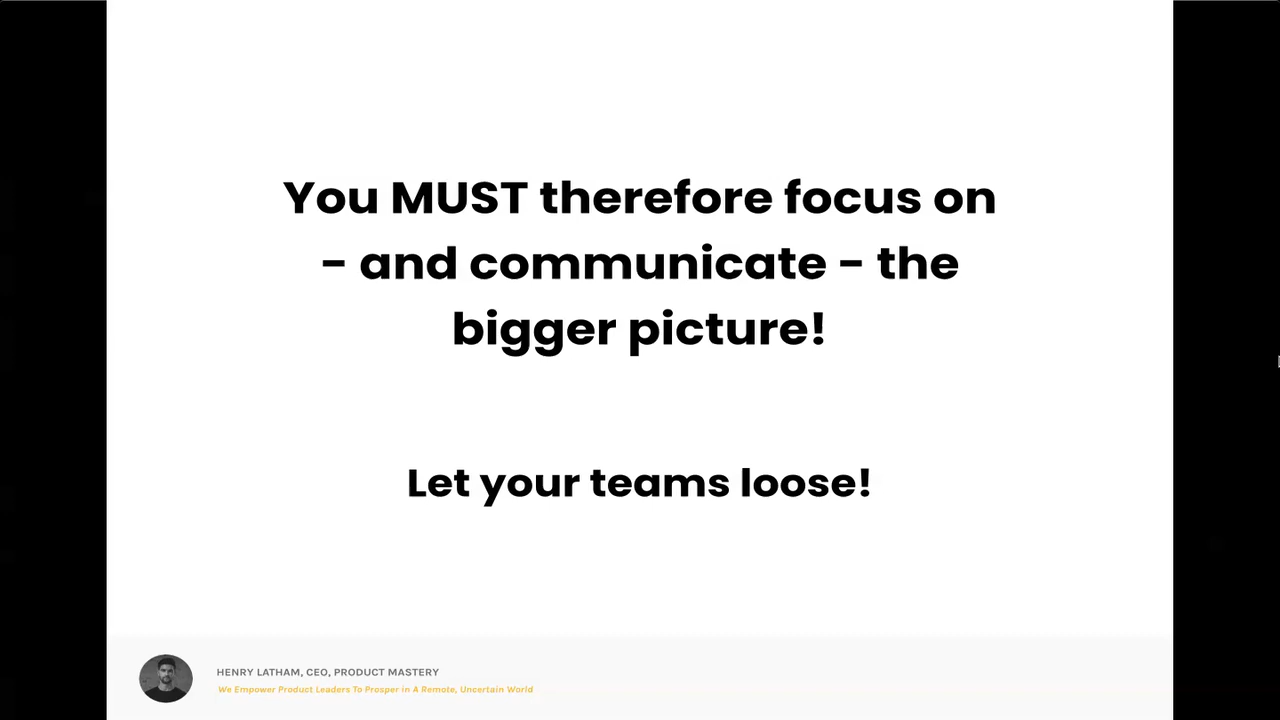 You MUST therefore focus on
- and communicate - the
bigger picture!
Let your teams loose!
HENRY LATHAM, CEO, PRODUCT MASTERY
We Empower Product Leaders To Prosper in A Remote, Uncertain World